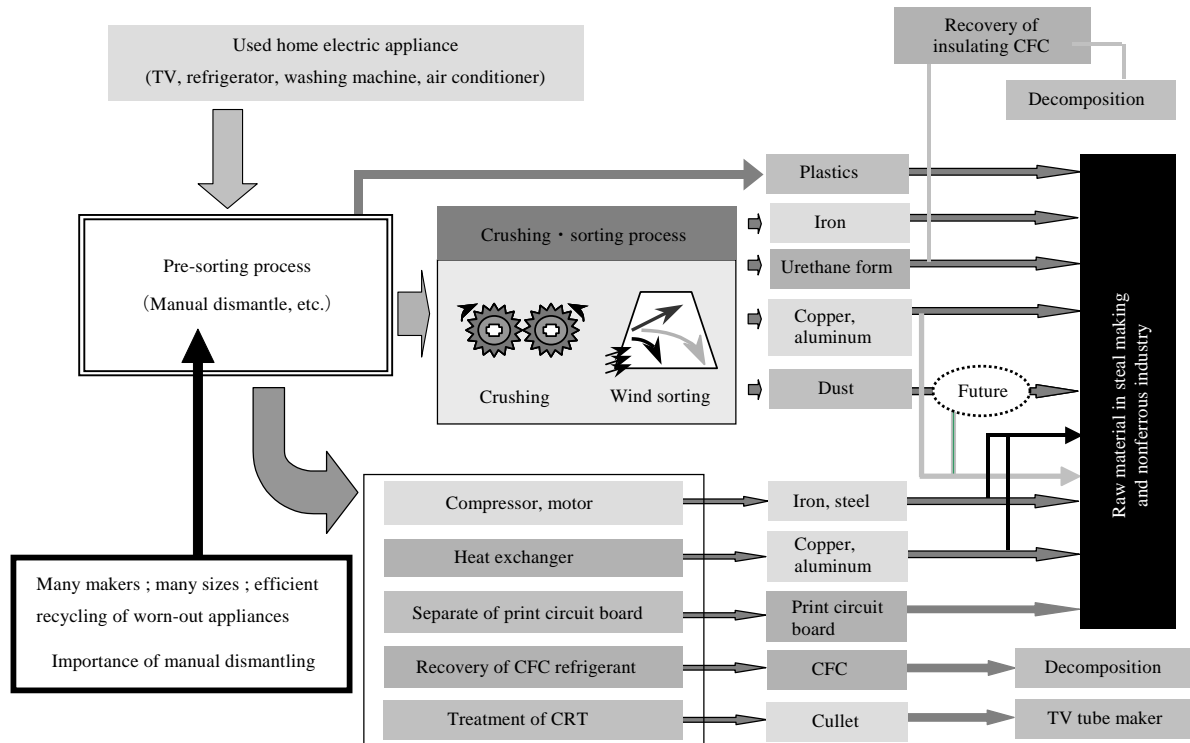 Used home electric appliance
(TV, refrigerator, washing machine, air conditioner)
Recovery of
insulating CFC
Decomposition
Pre-sorting process
（Manual dismantle, etc.）
Crushing・sorting process
Crushing
Wind sorting
Plastics
Iron
Urethane form
Copper,
aluminum
Dust
Future
Raw material in steal making
and nonferrous industry
Many makers ; many sizes ; efficient
recycling of worn-out appliances
Importance of manual dismantling
Compressor, motor
Iron, steel
Heat exchanger
Copper,
aluminum
Separate of print circuit board
Print circuit
board
Recovery of CFC refrigerant
CFC
Decomposition
Treatment of CRT
Cullet
TV tube maker